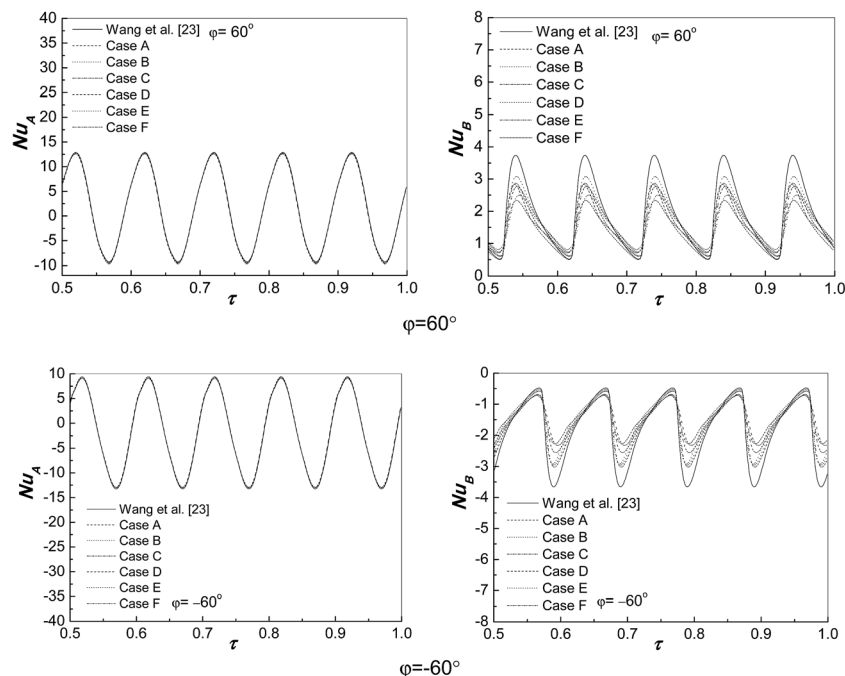 40
35
30
25
20
15
10
5
0
-5
-10
Nu_A
Wang et al. [23] φ= 60°
Case A
Case B
Case C
Case D
Case E
Case F
0.5 0.6 0.7 0.8 0.9 1.0
τ
8
7
6
5
4
3
2
1
0
Nu_B
Wang et al. [23] φ= 60°
Case A
Case B
Case C
Case D
Case E
Case F
0.5 0.6 0.7 0.8 0.9 1.0
τ
φ=60°
10
5
0
-5
-10
-15
-20
-25
-30
-35
-40
Nu_A
Wang et al. [23]
Case A
Case B
Case C
Case D
Case E
Case F φ= −60°
0.5 0.6 0.7 0.8 0.9 1.0
τ
0
-1
-2
-3
-4
-5
-6
-7
-8
Nu_B
Wang et al. [23]
Case A
Case B
Case C
Case D
Case E
Case F φ= −60°
0.5 0.6 0.7 0.8 0.9 1.0
τ
φ=-60°